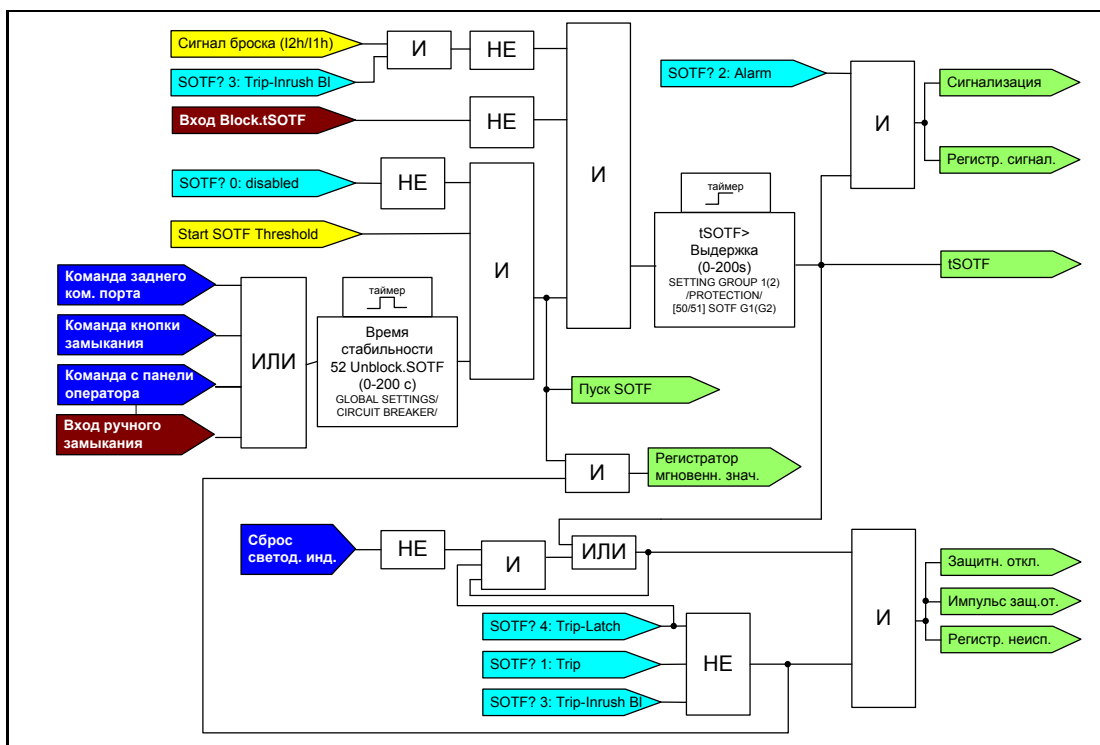 Сигнал броска (I2h/I1h)
И
НЕ
SOTF? 3: Trip-Inrush Bl
SOTF? 2: Alarm
Сигнализация
Вход Block.tSOTF
НЕ
И
И
Регистр. сигнал.
SOTF? 0: disabled
НЕ
Start SOTF Threshold
И
таймер
tSOTF>
Выдержка
(0-200s)
SETTING GROUP 1(2)
/PROTECTION/
[50/51] SOTF G1(G2)
tSOTF
Команда заднего
ком. порта
Команда кнопки
замыкания
Команда с панели
оператора
Вход ручного
замыкания
ИЛИ
таймер
Время
стабильности
52 Unblock.SOTF
(0-200 с)
GLOBAL SETTINGS/
CIRCUIT BREAKER/
Пуск SOTF
И
Регистратор
мгновенн. знач.
Сброс
светод. инд.
НЕ
И
ИЛИ
SOTF? 4: Trip-Latch
SOTF? 1: Trip
SOTF? 3: Trip-Inrush Bl
НЕ
И
Защитн. откл.
Импульс защ.от.
Регистр. неисп.